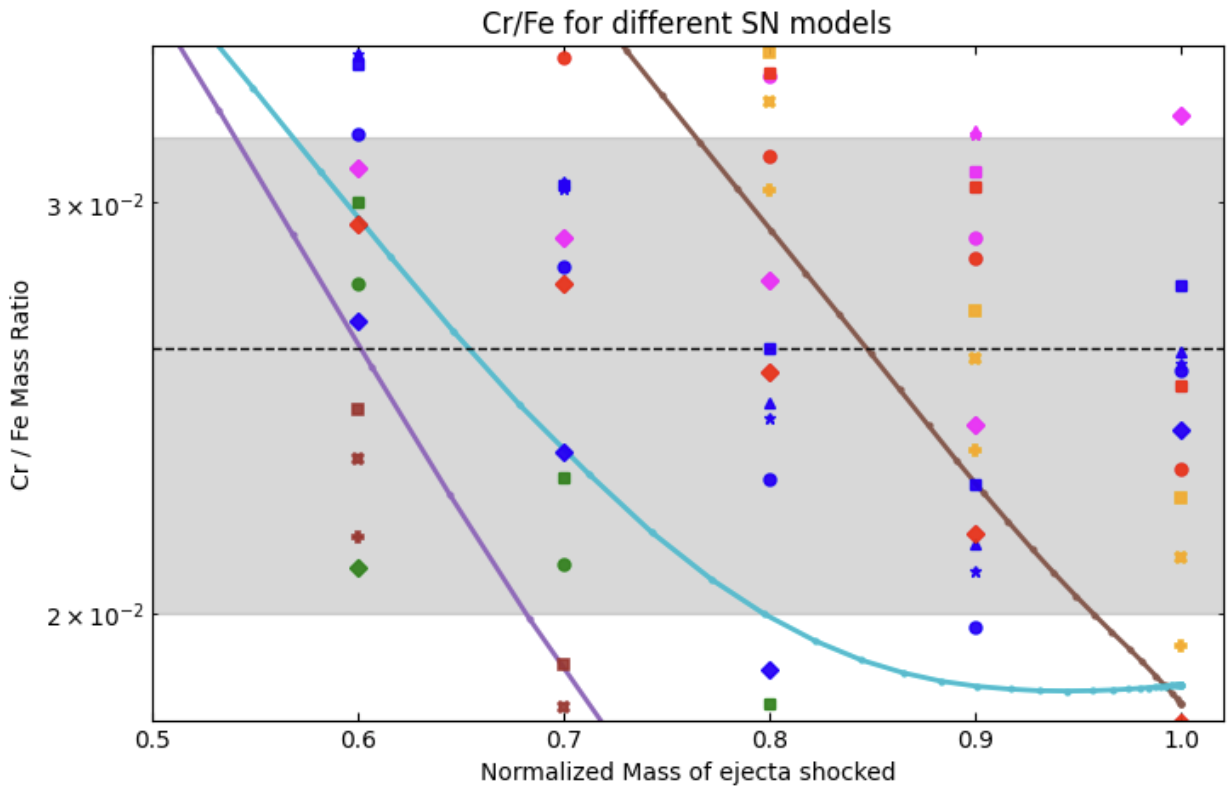 Cr/Fe for different SN models
3 × 10⁻²
2 × 10⁻²
Cr / Fe Mass Ratio
0.5 0.6 0.7 0.8 0.9 1.0
Normalized Mass of ejecta shocked